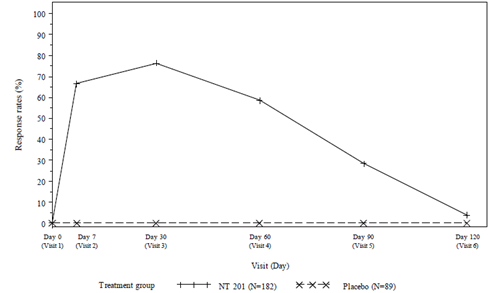 100
90
80
70
60
50
40
30
20
10
0
Response rates (%)
Day 0 Day 7 Day 30 Day 60 Day 90 Day 120
(Visit 1) (Visit 2) (Visit 3) (Visit 4) (Visit 5) (Visit 6)
Visit (Day)
Treatment group NT 201 (N=182) Placebo (N=89)